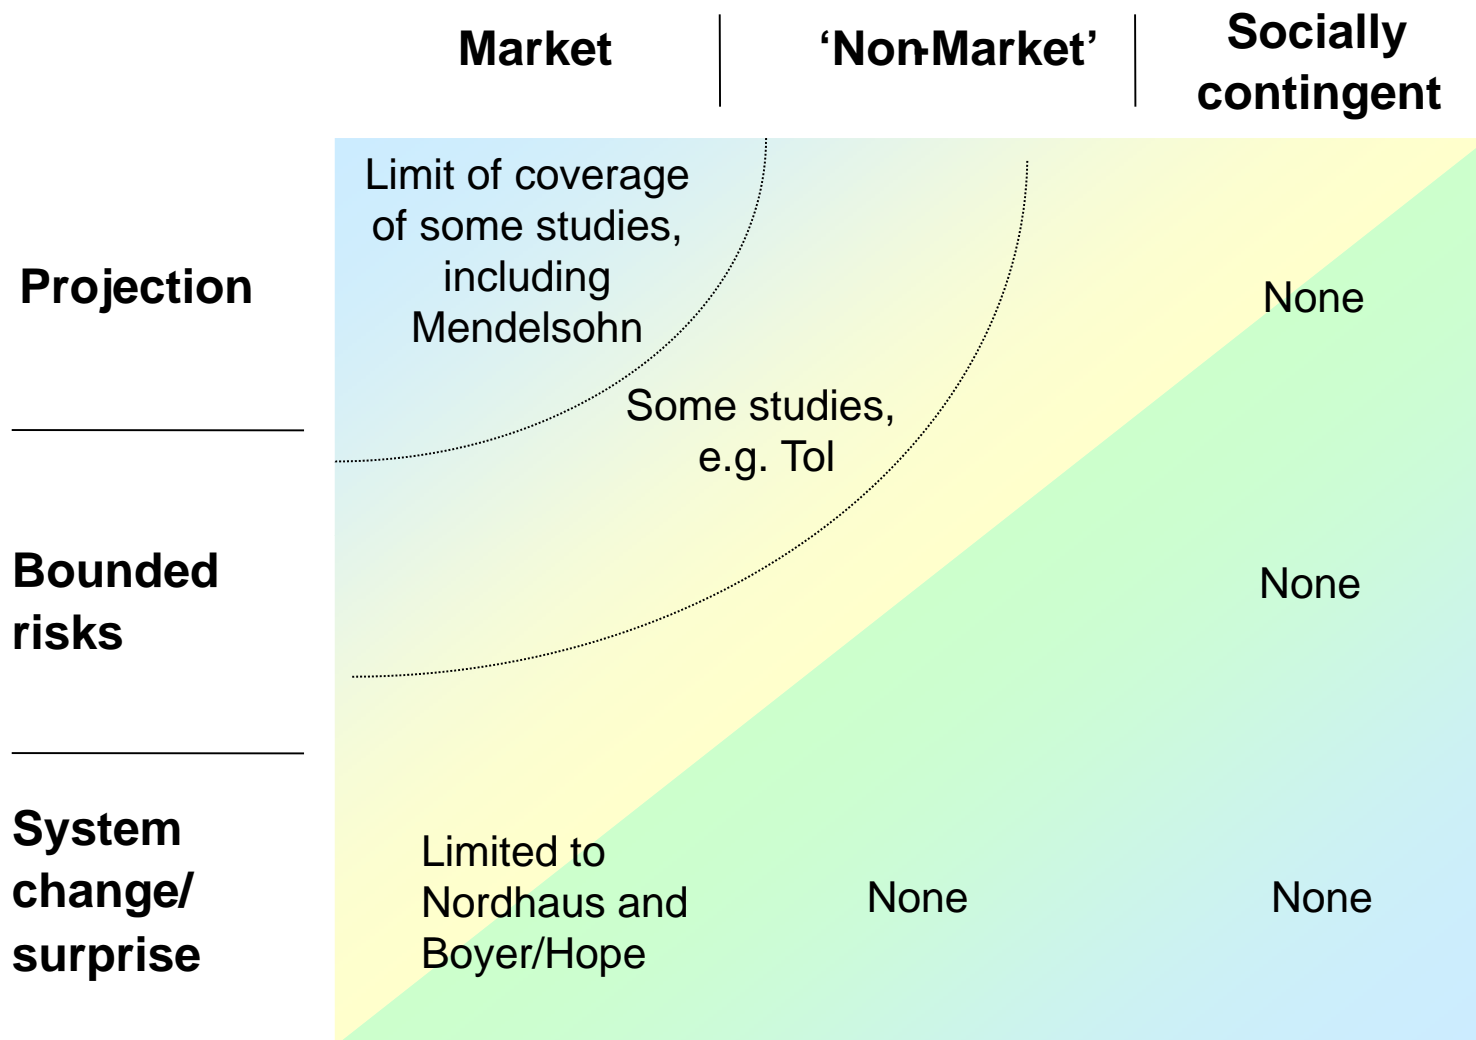 Market
‘Non-Market’
Socially
contingent
Projection
Limit of coverage
of some studies,
including
Mendelsohn
None
Some studies,
e.g. Tol
Bounded
risks
None
System
change/
surprise
Limited to
Nordhaus and
Boyer/Hope
None
None